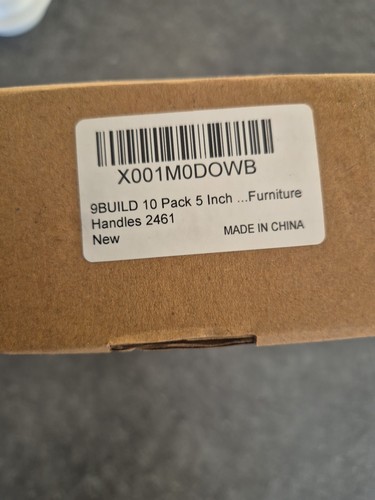 X001M0DOWB
9BUILD 10 Pack 5 Inch ...Furniture
Handles 2461
New
MADE IN CHINA